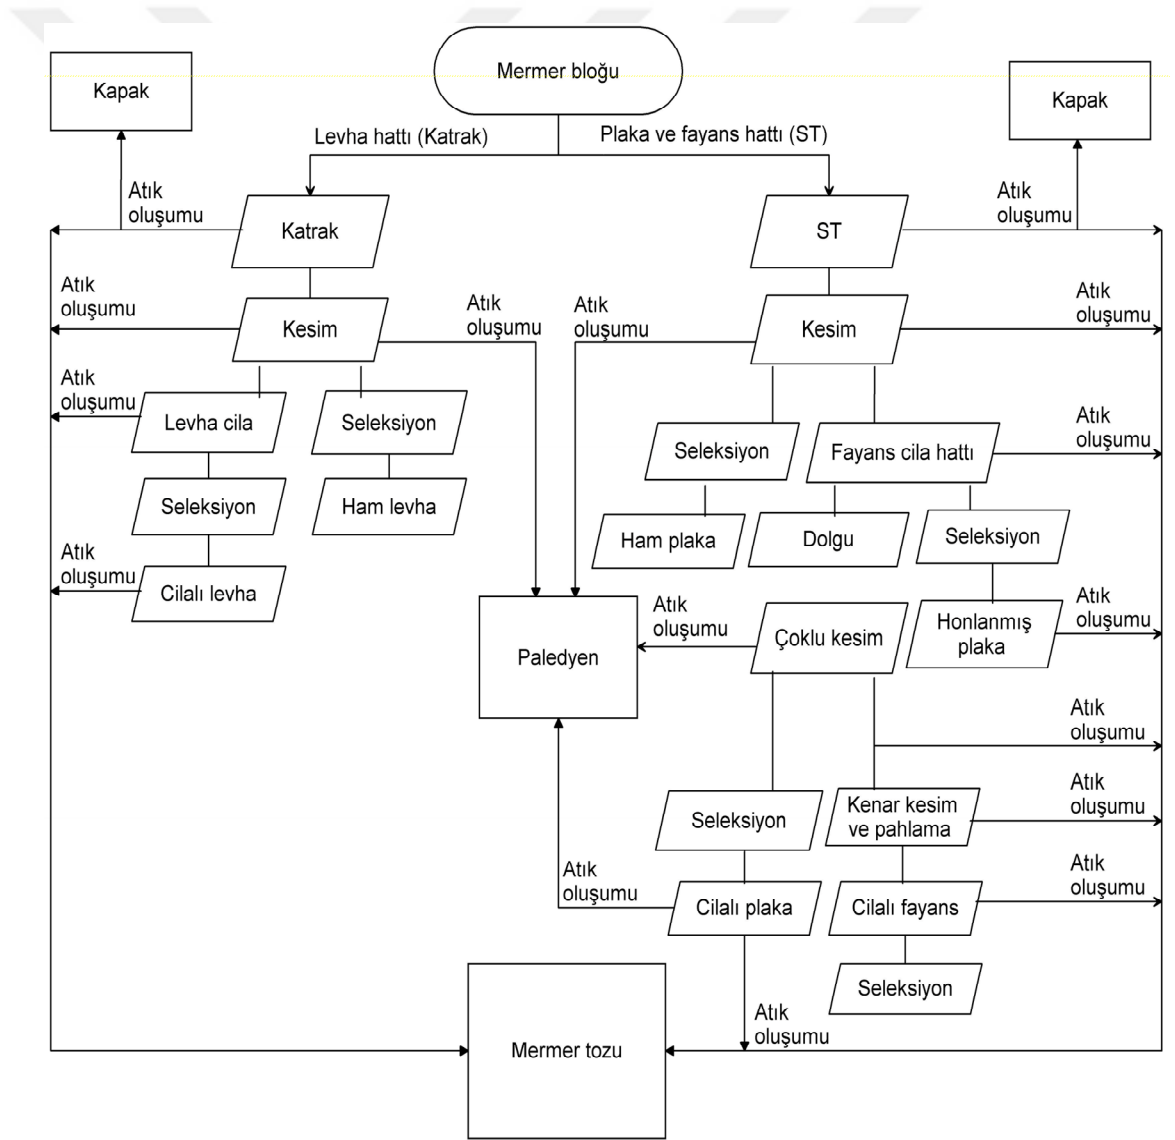 Mermer bloğu
Kapak
Kapak
Levha hattı (Katrak)
Plaka ve fayans hattı (ST)
Atık
oluşumu
Atık
oluşumu
Katrak
ST
Atık
oluşumu
Kesim
Atık
oluşumu
Atık
oluşumu
Kesim
Atık
oluşumu
Atık
oluşumu
Levha cila
Seleksiyon
Seleksiyon
Fayans cila hattı
Atık
oluşumu
Seleksiyon
Ham levha
Ham plaka
Dolgu
Seleksiyon
Atık
oluşumu
Cilalı levha
Paledyen
Atık
oluşumu
Çoklu kesim
Honlanmış
plaka
Atık
oluşumu
Atık
oluşumu
Seleksiyon
Kenar kesim
ve pahlama
Atık
oluşumu
Atık
oluşumu
Cilalı plaka
Cilalı fayans
Atık
oluşumu
Seleksiyon
Atık
oluşumu
Mermer tozu